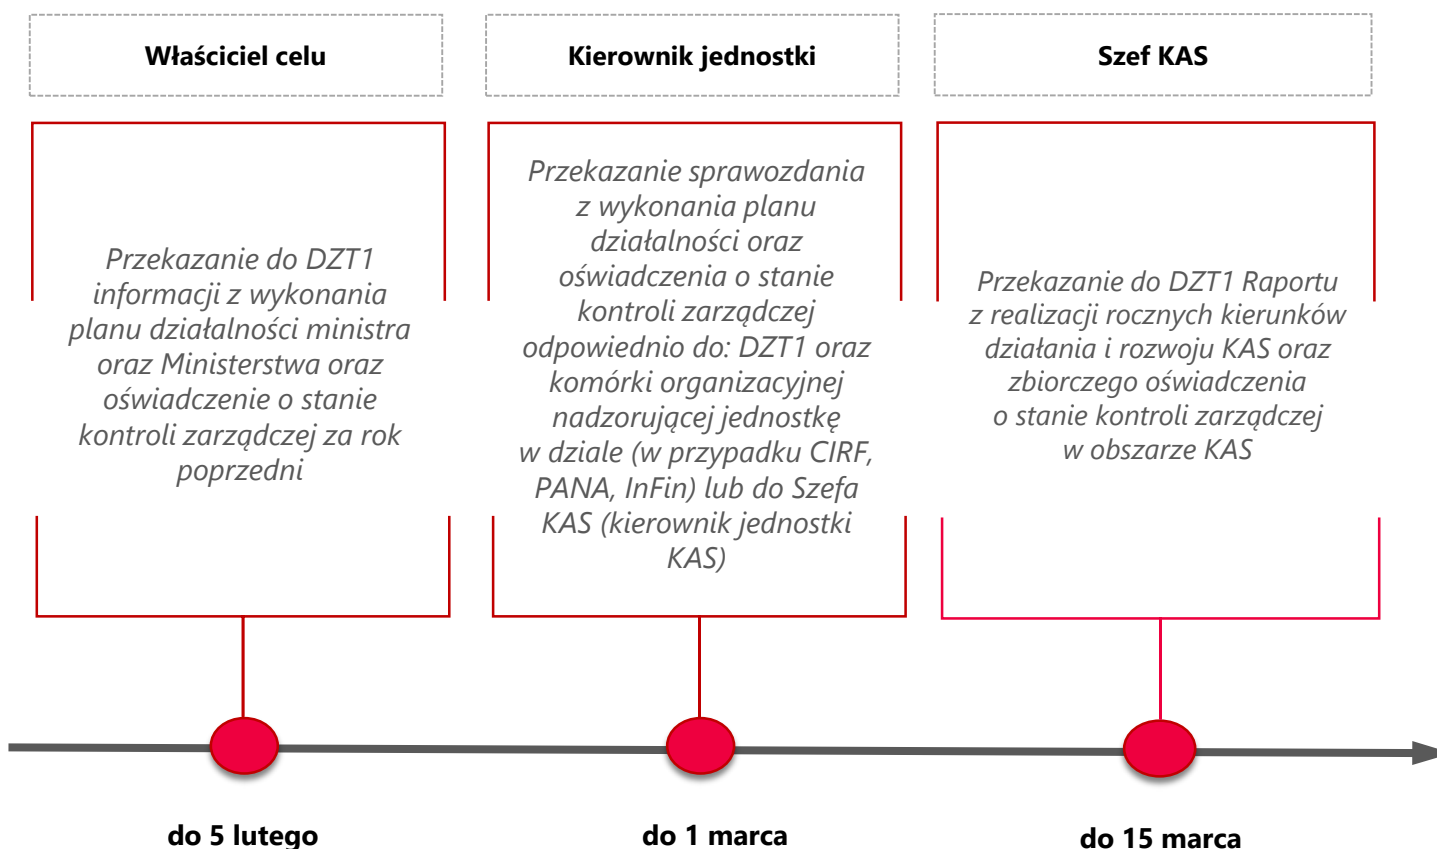 Właściciel celu
Przekazanie do DZT1
informacji z wykonania
planu działalności ministra
oraz Ministerstwa oraz
oświadczenie o stanie
kontroli zarządczej za rok
poprzedni
do 5 lutego
Kierownik jednostki
Przekazanie sprawozdania
z wykonania planu
działalności oraz
oświadczenia o stanie
kontroli zarządczej
odpowiednio do: DZT1 oraz
komórki organizacyjnej
nadzorującej jednostkę
w dziale (w przypadku CIRF,
PANA, InFin) lub do Szefa
KAS (kierownik jednostki
KAS)
do 1 marca
Szef KAS
Przekazanie do DZT1 Raportu
z realizacji rocznych kierunków
działania i rozwoju KAS oraz
zbiorczego oświadczenia
o stanie kontroli zarządczej
w obszarze KAS
do 15 marca